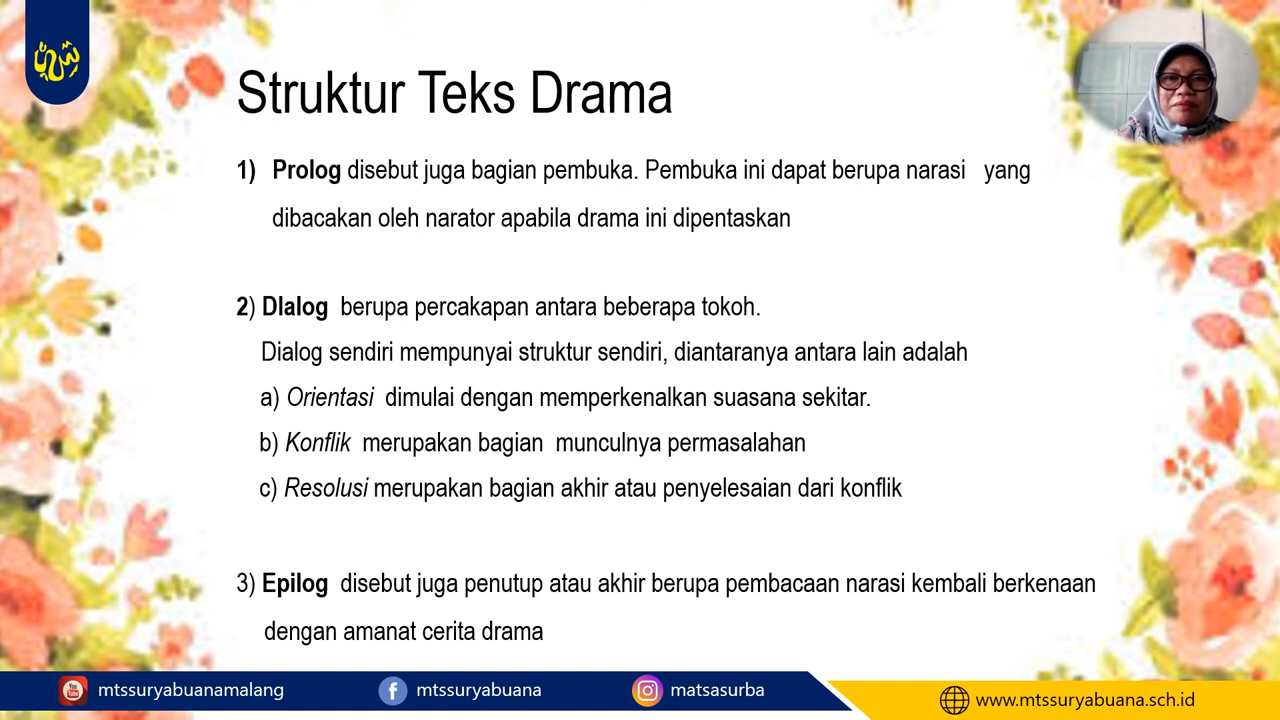 Struktur Teks Drama
1) Prolog disebut juga bagian pembuka. Pembuka ini dapat berupa narasi yang
dibacakan oleh narator apabila drama ini dipentaskan
2) DIalog berupa percakapan antara beberapa tokoh.
Dialog sendiri mempunyai struktur sendiri, diantaranya antara lain adalah
a) Orientasi dimulai dengan memperkenalkan suasana sekitar.
b) Konflik merupakan bagian munculnya permasalahan
c) Resolusi merupakan bagian akhir atau penyelesaian dari konflik
3) Epilog disebut juga penutup atau akhir berupa pembacaan narasi kembali berkenaan
dengan amanat cerita drama
mtssuryabuanamalang
mtssuryabuana
matsasurba
www.mtssuryabuana.sch.id